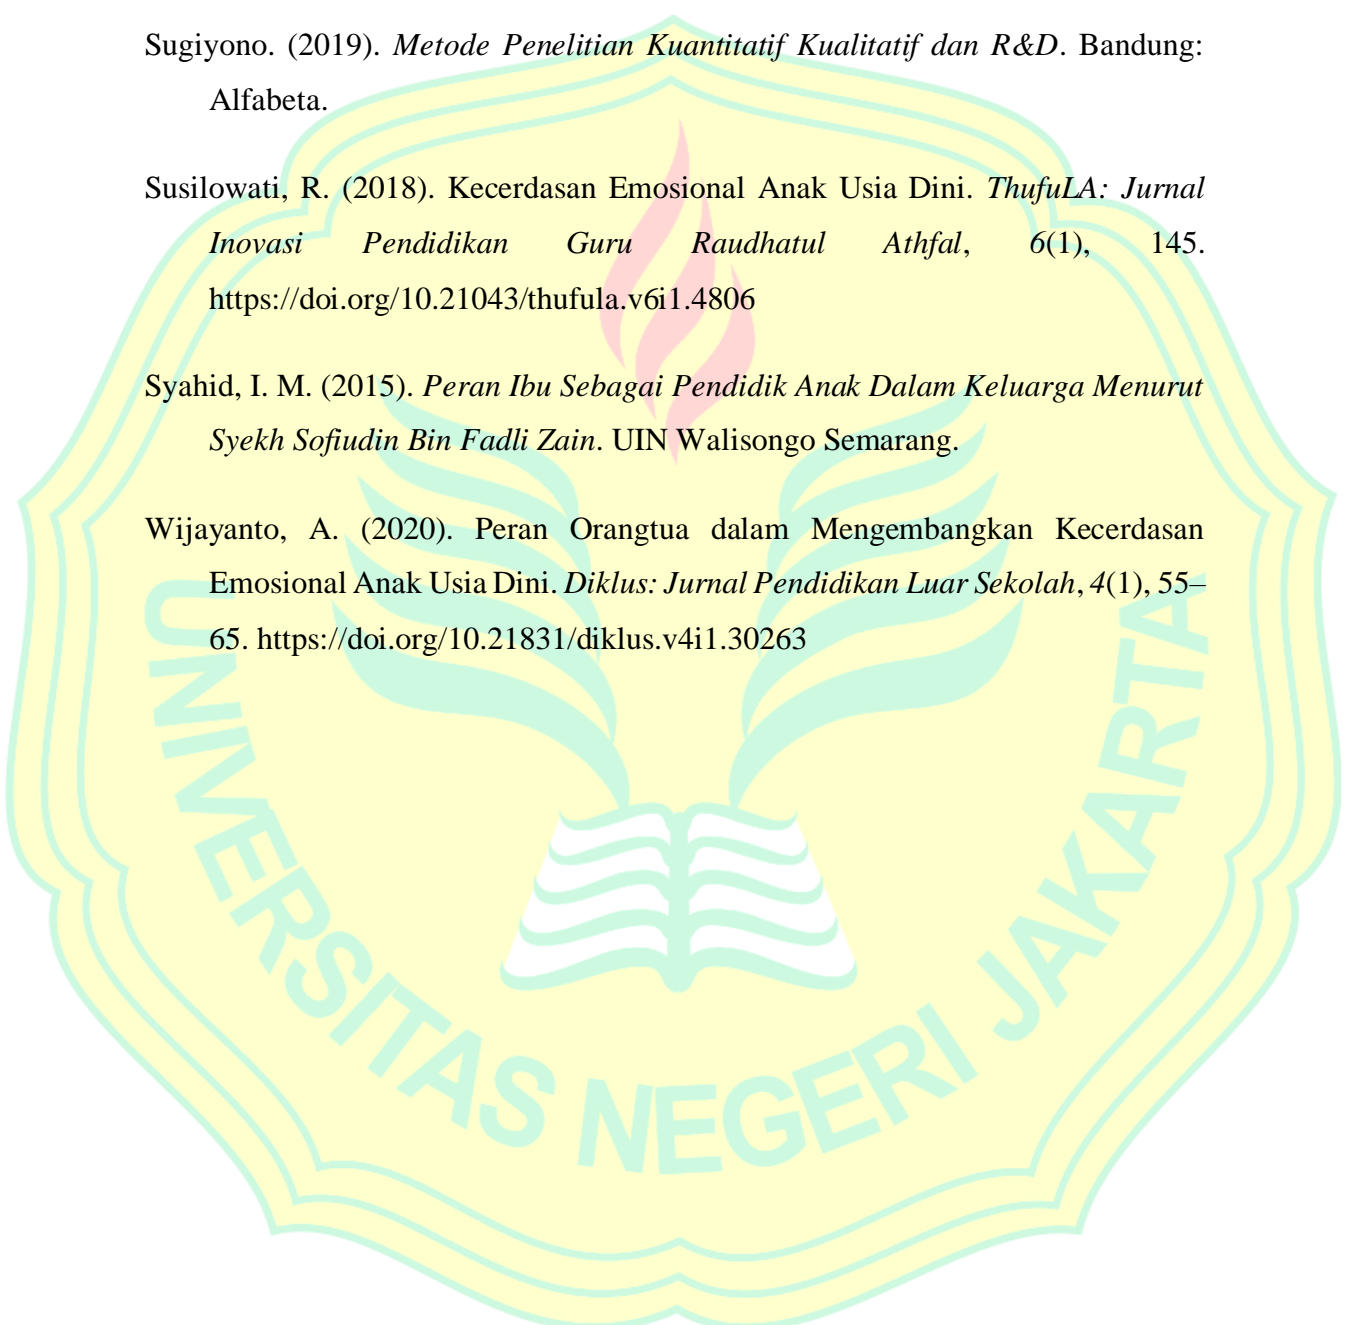 Sugiyono. (2019). Metode Penelitian Kuantitatif Kualitatif dan R&D. Bandung:
Alfabeta.
Susilowati, R. (2018). Kecerdasan Emosional Anak Usia Dini. ThufuLA: Jurnal
Inovasi Pendidikan Guru Raudhatul Athfal, 6(1), 145.
https://doi.org/10.21043/thufula.v6i1.4806
Syahid, I. M. (2015). Peran Ibu Sebagai Pendidik Anak Dalam Keluarga Menurut
Syekh Sofiudin Bin Fadli Zain. UIN Walisongo Semarang.
Wijayanto, A. (2020). Peran Orangtua dalam Mengembangkan Kecerdasan
Emosional Anak Usia Dini. Diklus: Jurnal Pendidikan Luar Sekolah, 4(1), 55–
65. https://doi.org/10.21831/diklus.v4i1.30263
UNIVERSITAS NEGERI JAKARTA